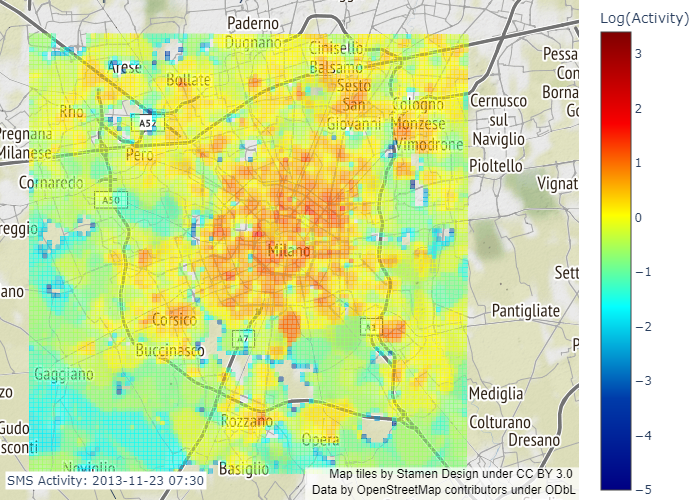 Log(Activity)
Paderno
Dugnano
Cinisello
Balsamo
Arese
Bollate
Sesto
San
Giovanni
Rho
A52
Cologno
Monzese
Vimodrone
Cernusco
sul
Naviglio
Pessa
Con
Borna
Go
Pregnana
Milanese
Pero
Pioltello
Cornaredo
A50
Vignat
reggio
Milano
Sett
ano
Corsico
A7
A1
Pantigliate
Buccinasco
P
Gaggiano
zo
Mediglia
Rozzano
Colturano
Gudo
sconti
Opera
Dresano
Noviglio
Basiglio
SMS Activity: 2013-11-23 07:30
Map tiles by Stamen Design under CC BY 3.0
Data by OpenStreetMap contributors under ODbL
3
2
1
0
−1
−2
−3
−4
−5